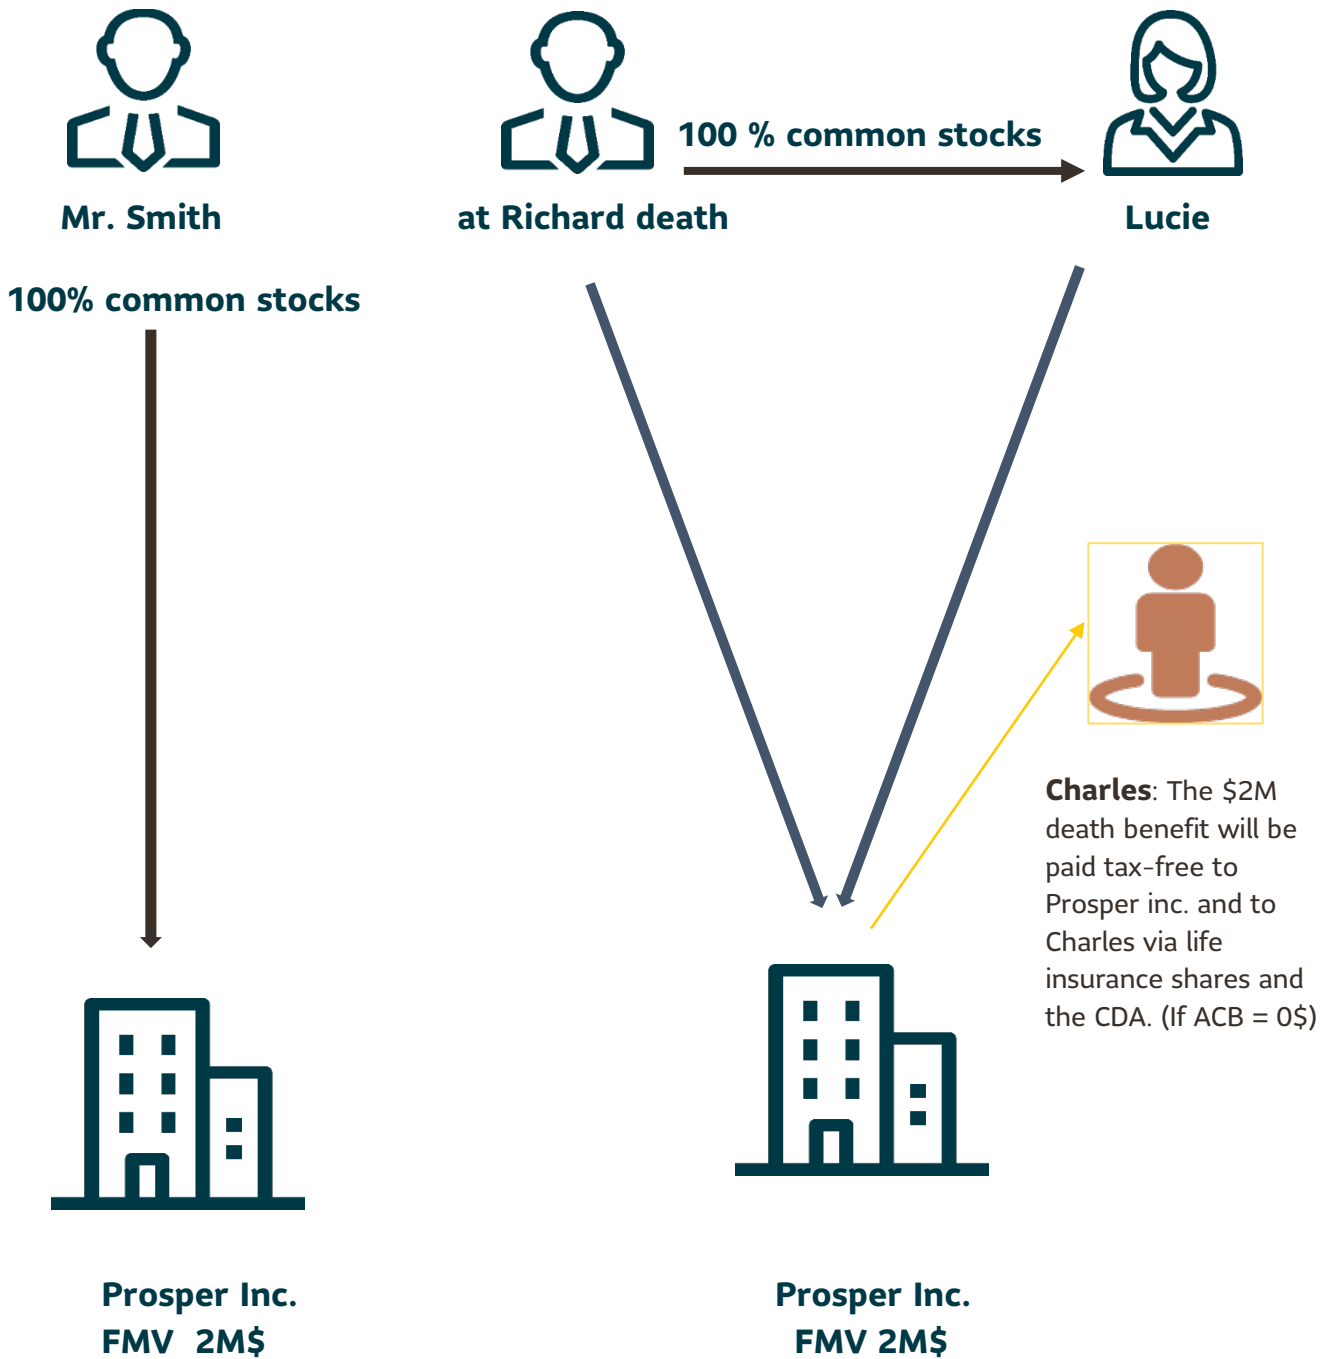 Mr. Smith
100% common stocks
Prosper Inc.
FMV 2M$
at Richard death
100 % common stocks
Lucie
Charles: The $2M
death benefit will be
paid tax-free to
Prosper inc. and to
Charles via life
insurance shares and
the CDA. (If ACB = 0$)
Prosper Inc.
FMV 2M$